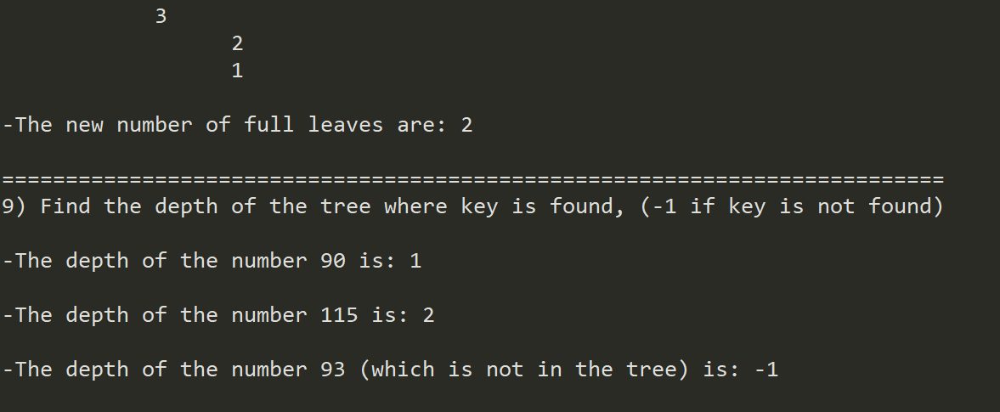 3
2
1
-The new number of full leaves are: 2
==========================================================================
9) Find the depth of the tree where key is found, (-1 if key is not found)
-The depth of the number 90 is: 1
-The depth of the number 115 is: 2
-The depth of the number 93 (which is not in the tree) is: -1